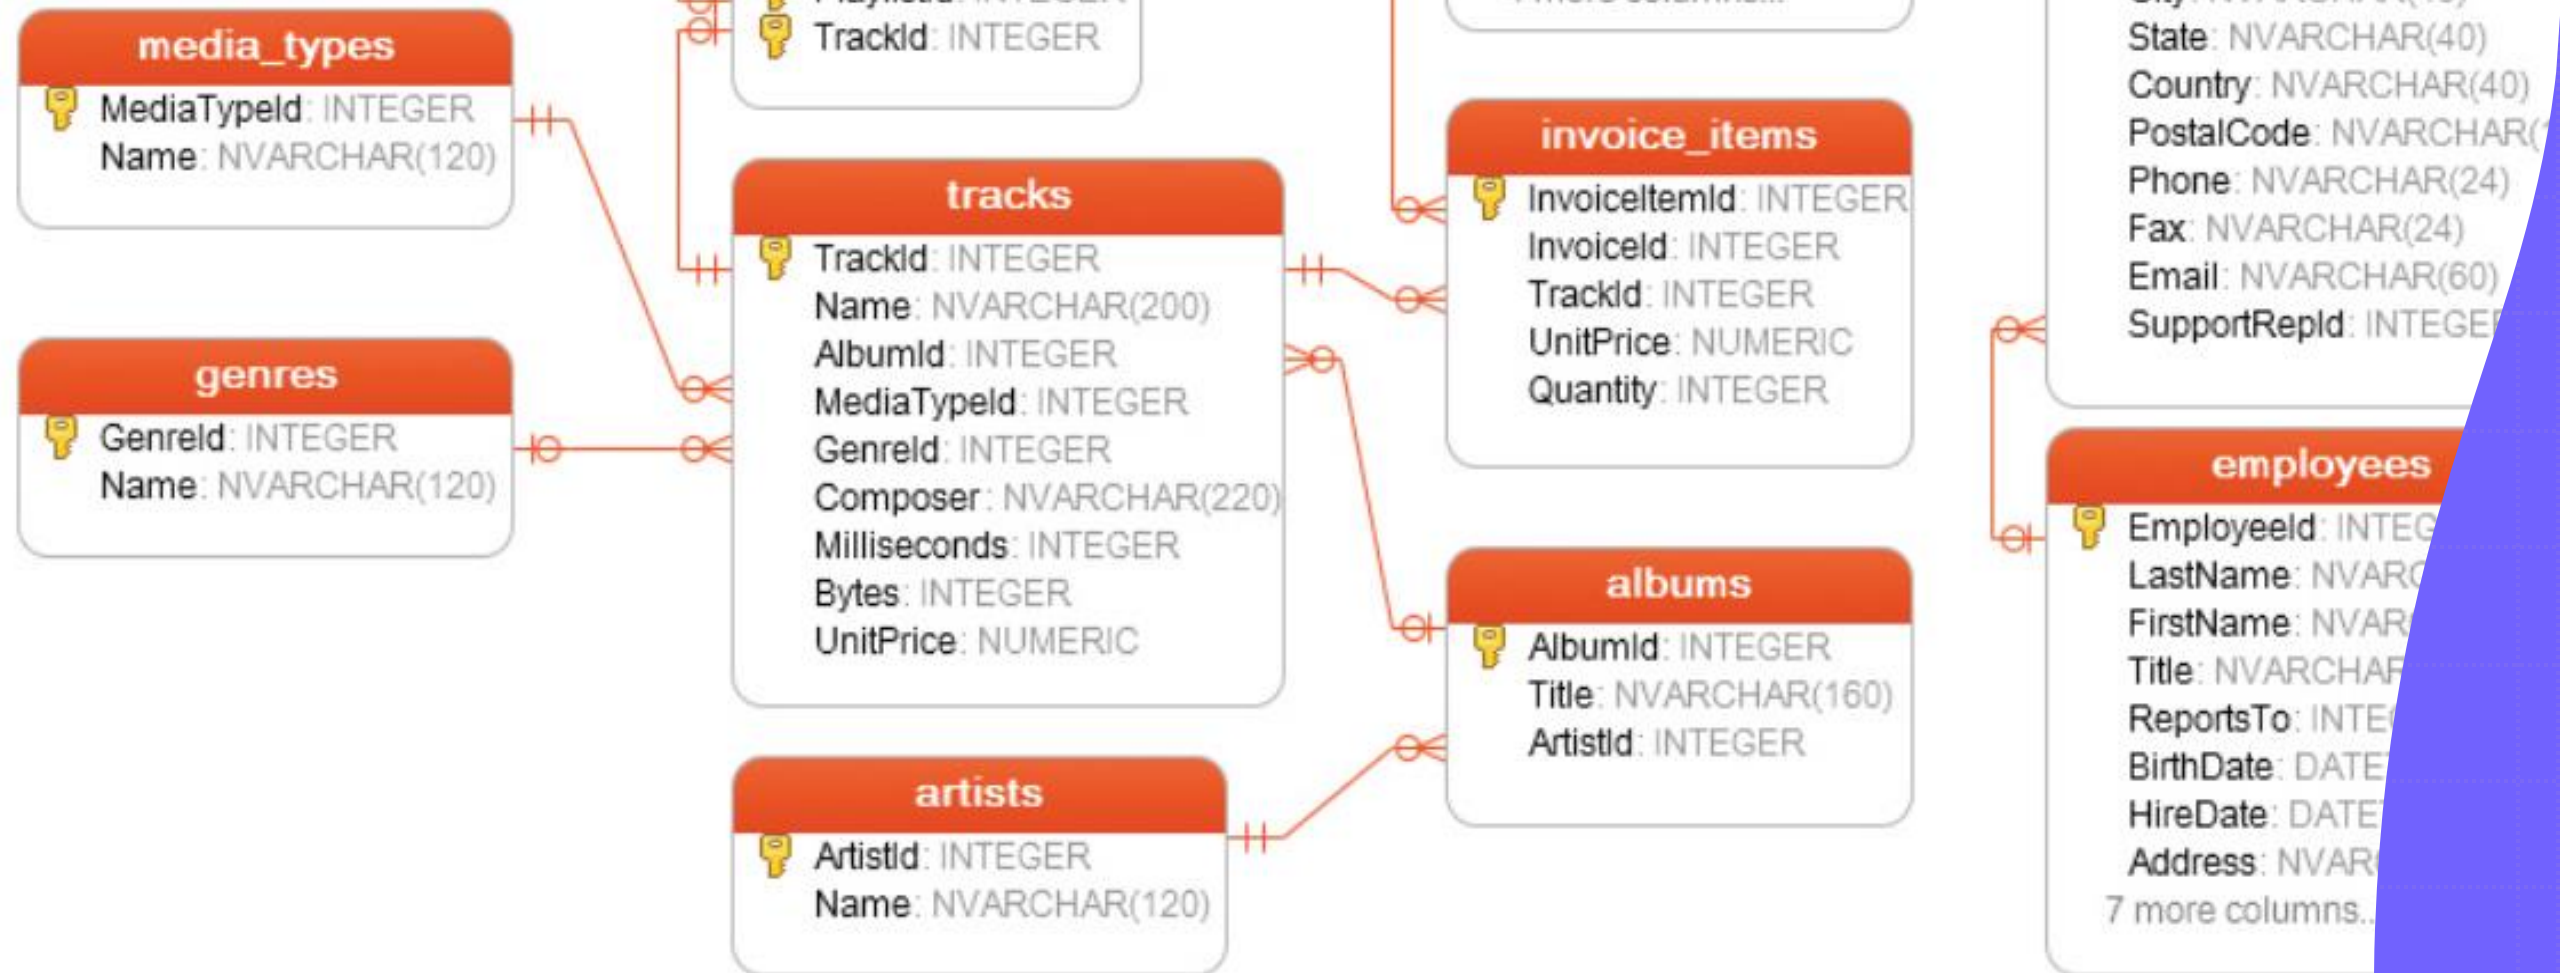 media_types
MediaTypeId: INTEGER
Name: NVARCHAR(120)
genres
GenreId: INTEGER
Name: NVARCHAR(120)
TrackId: INTEGER
tracks
TrackId: INTEGER
Name: NVARCHAR(200)
AlbumId: INTEGER
MediaTypeId: INTEGER
GenreId: INTEGER
Composer: NVARCHAR(220)
Milliseconds: INTEGER
Bytes: INTEGER
UnitPrice: NUMERIC
artists
ArtistId: INTEGER
Name: NVARCHAR(120)
invoice_items
InvoiceItemId: INTEGER
InvoiceId: INTEGER
TrackId: INTEGER
UnitPrice: NUMERIC
Quantity: INTEGER
albums
AlbumId: INTEGER
Title: NVARCHAR(160)
ArtistId: INTEGER
State: NVARCHAR(40)
Country: NVARCHAR(40)
PostalCode: NVARCHAR(
Phone: NVARCHAR(24)
Fax: NVARCHAR(24)
Email: NVARCHAR(60)
SupportRepId: INTEGE
employees
EmployeeId: INTEG
LastName: NVAR
FirstName: NVAR
Title: NVARCHAR
ReportsTo: INTE
BirthDate: DATE
HireDate: DATE
Address: NVAR
7 more columns..